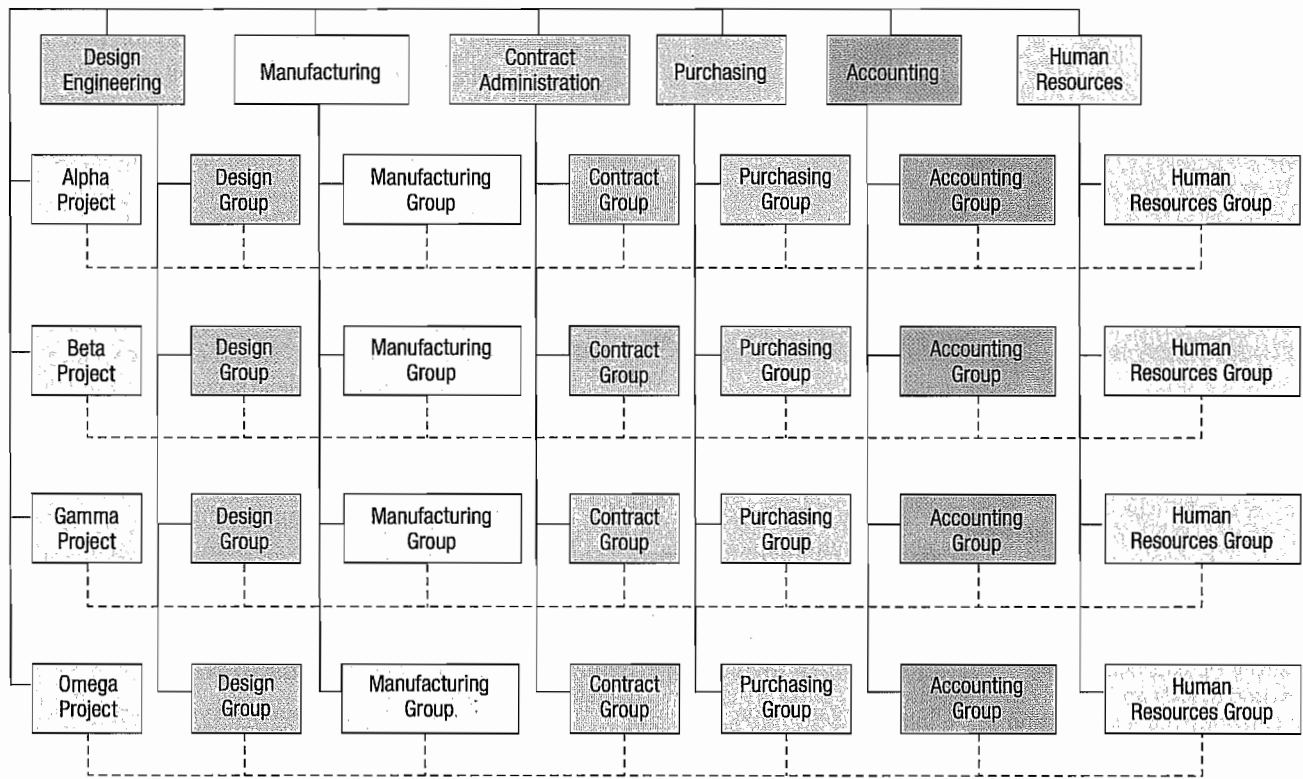 Design
Engineering
Manufacturing
Contract
Administration
Purchasing
Accounting
Human
Resources
Alpha
Project
Design
Group
Manufacturing
Group
Contract
Group
Purchasing
Group
Accounting
Group
Human
Resources Group
Beta
Project
Design
Group
Manufacturing
Group
Contract
Group
Purchasing
Group
Accounting
Group
Human
Resources Group
Gamma
Project
Design
Group
Manufacturing
Group
Contract
Group
Purchasing
Group
Accounting
Group
Human
Resources Group
Omega
Project
Design
Group
Manufacturing
Group
Contract
Group
Purchasing
Group
Accounting
Group
Human
Resources Group